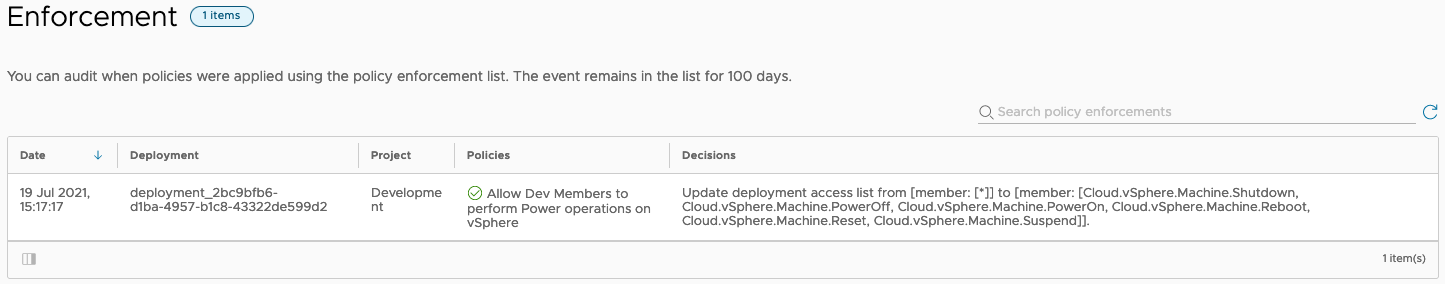 Enforcement
1 items
You can audit when policies were applied using the policy enforcement list. The event remains in the list for 100 days.
Search policy enforcements
Date Deployment Project Policies Decisions
19 Jul 2021,
15:17:17
deployment_2bc9bfb6-
d1ba-4957-b1c8-43322de599d2
Developme
nt
Allow Dev Members to
perform Power operations on
vSphere
Update deployment access list from [member: [*]] to [member: [Cloud.vSphere.Machine.Shutdown,
Cloud.vSphere.Machine.PowerOff, Cloud.vSphere.Machine.PowerOn, Cloud.vSphere.Machine.Reboot,
Cloud.vSphere.Machine.Reset, Cloud.vSphere.Machine.Suspend]].
1 item(s)